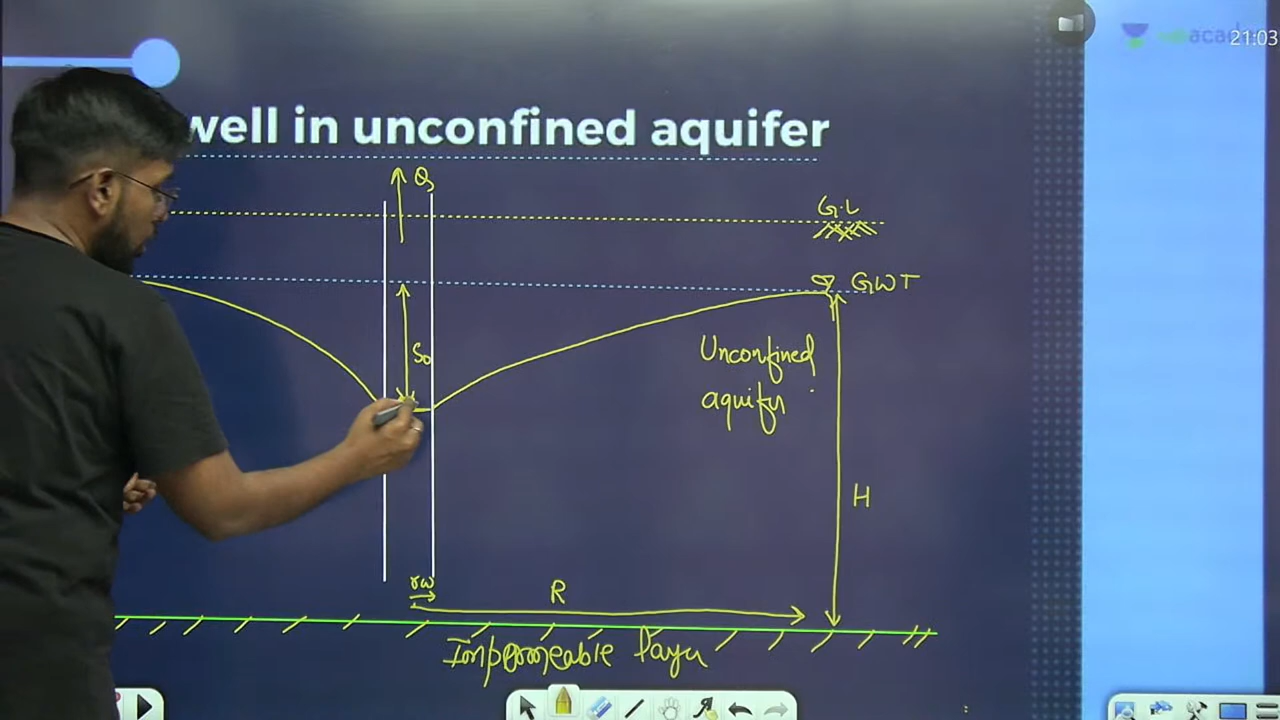 21:03
well in unconfined aquifer
Q
G.L
GWT
So
Unconfined
aquifer
H
rw
R
Impermeable layer